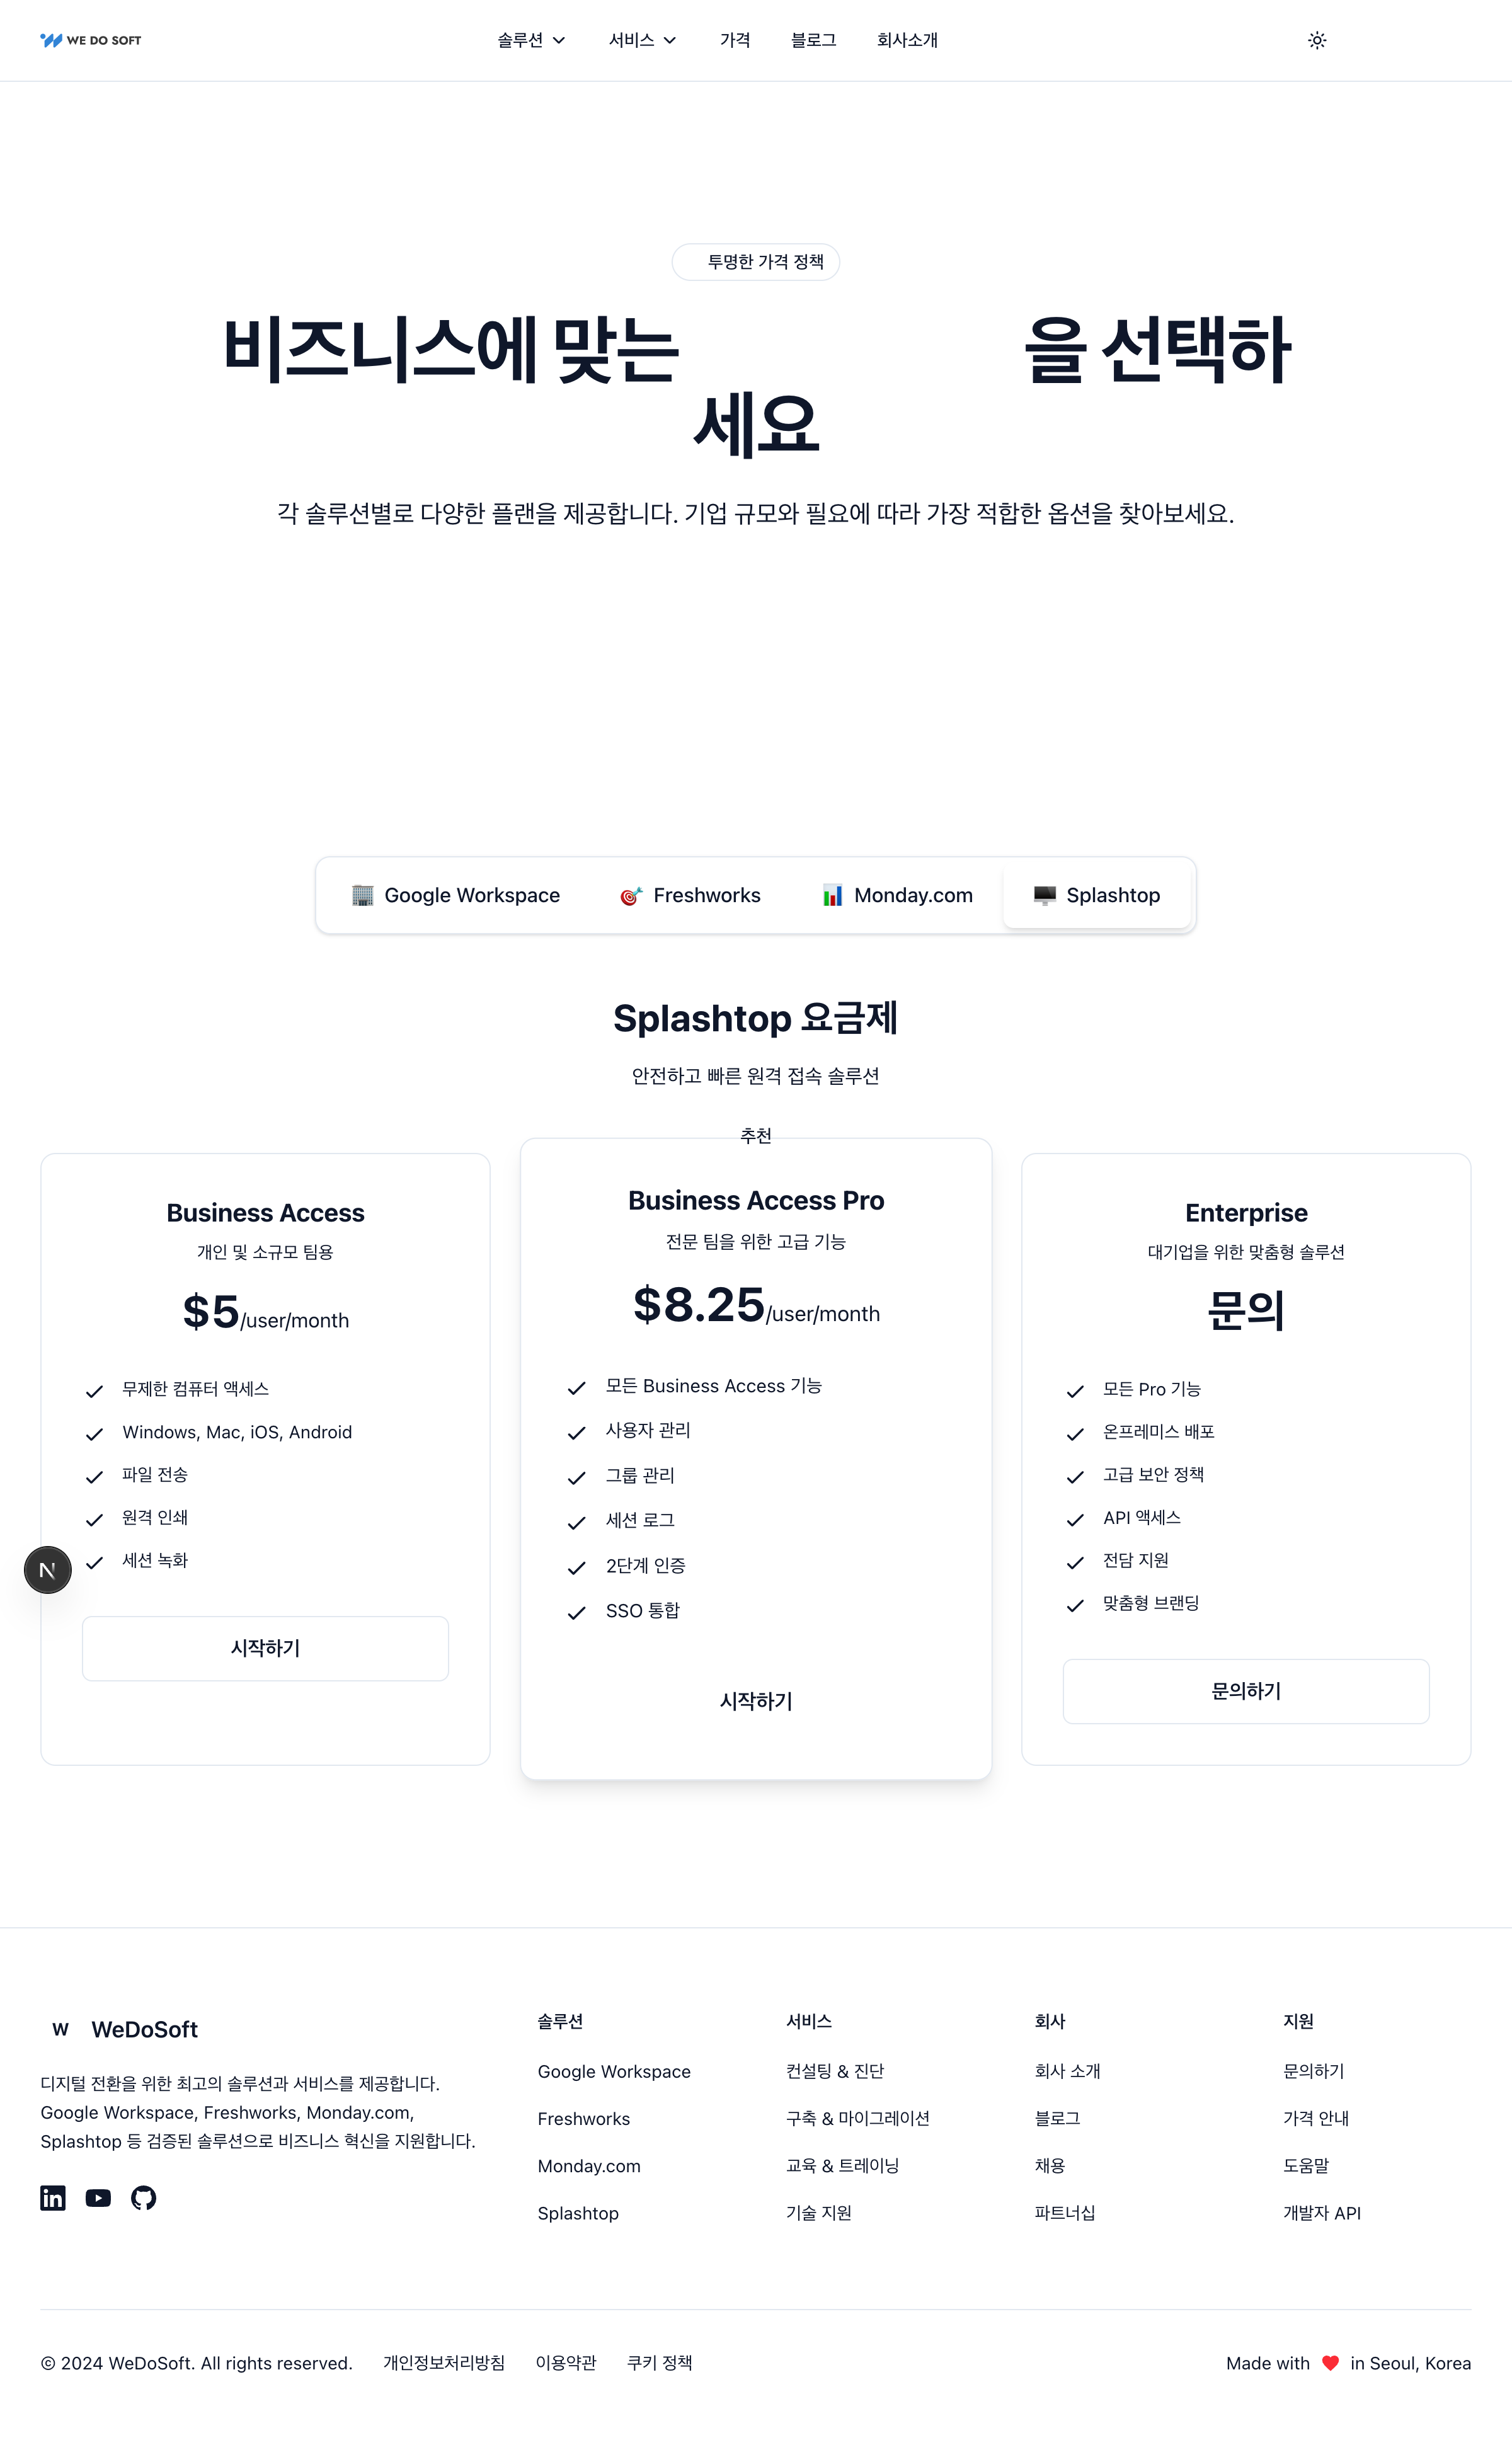 WE DO SOFT
솔루션
서비스
가격
블로그
회사소개
투명한 가격 정책
비즈니스에 맞는 을 선택하
세요
각 솔루션별로 다양한 플랜을 제공합니다. 기업 규모와 필요에 따라 가장 적합한 옵션을 찾아보세요.
Google Workspace
Freshworks
Monday.com
Splashtop
Splashtop 요금제
안전하고 빠른 원격 접속 솔루션
Business Access
개인 및 소규모 팀용
$5/user/month
무제한 컴퓨터 액세스
Windows, Mac, iOS, Android
파일 전송
원격 인쇄
세션 녹화
시작하기
추천
Business Access Pro
전문 팀을 위한 고급 기능
$8.25/user/month
모든 Business Access 기능
사용자 관리
그룹 관리
세션 로그
2단계 인증
SSO 통합
시작하기
Enterprise
대기업을 위한 맞춤형 솔루션
문의
모든 Pro 기능
온프레미스 배포
고급 보안 정책
API 액세스
전담 지원
맞춤형 브랜딩
문의하기
N
W WeDoSoft
디지털 전환을 위한 최고의 솔루션과 서비스를 제공합니다.
Google Workspace, Freshworks, Monday.com,
Splashtop 등 검증된 솔루션으로 비즈니스 혁신을 지원합니다.
in
솔루션
Google Workspace
Freshworks
Monday.com
Splashtop
서비스
컨설팅 & 진단
구축 & 마이그레이션
교육 & 트레이닝
기술 지원
회사
회사 소개
블로그
채용
파트너십
지원
문의하기
가격 안내
도움말
개발자 API
© 2024 WeDoSoft. All rights reserved.
개인정보처리방침
이용약관
쿠키 정책
Made with ❤️ in Seoul, Korea